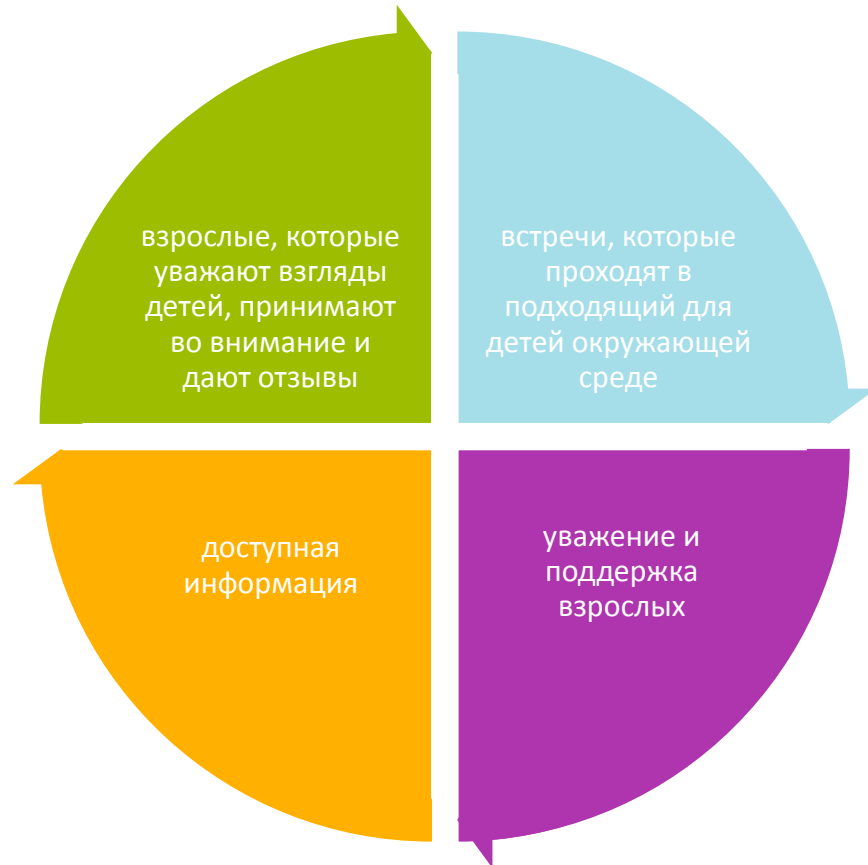 взрослые, которые
уважают взгляды
детей, принимают
во внимание и
дают отзывы
встречи, которые
проходят в
подходящий для
детей окружающей
среде
доступная
информация
уважение и
поддержка
взрослых